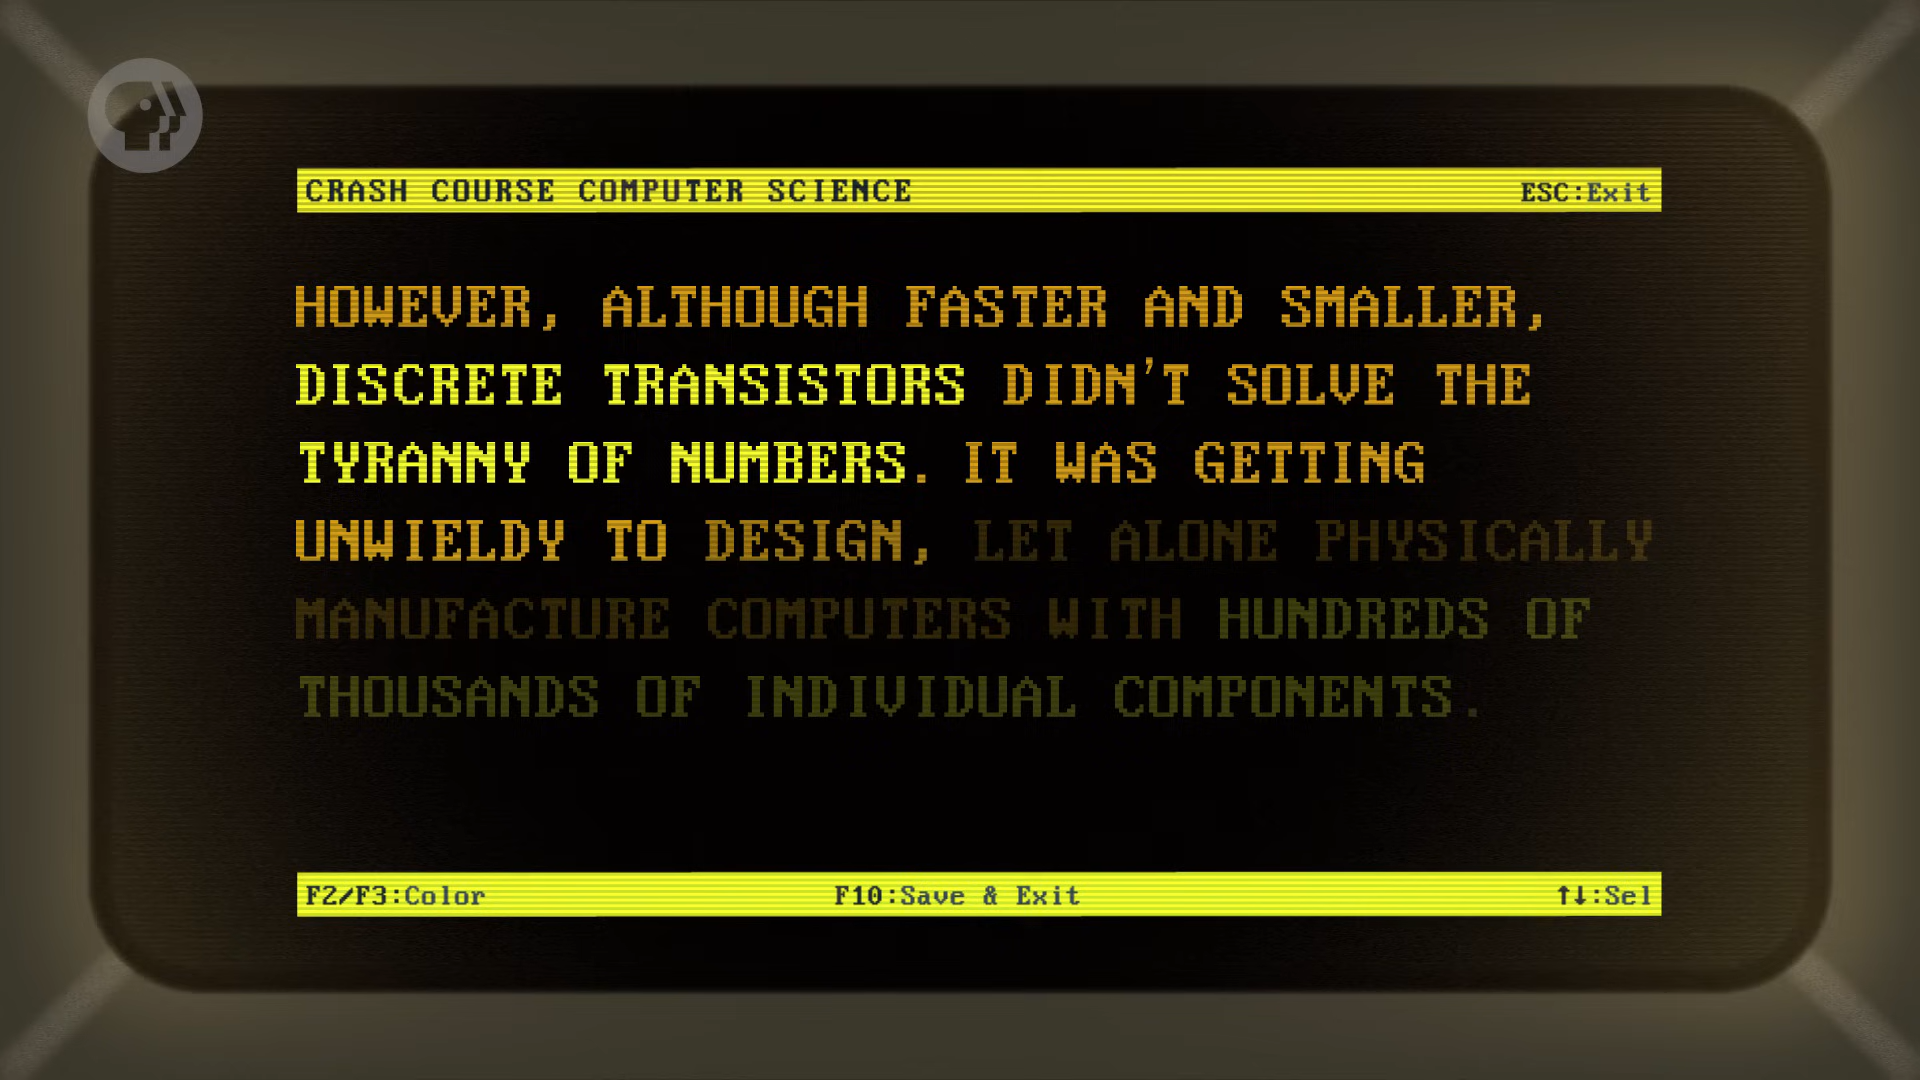 CRASH COURSE COMPUTER SCIENCE ESC:Exit
HOWEVER, ALTHOUGH FASTER AND SMALLER,
DISCRETE TRANSISTORS DIDN'T SOLVE THE
TYRANNY OF NUMBERS. IT WAS GETTING
UNWIELDY TO DESIGN, LET ALONE PHYSICALLY
MANUFACTURE COMPUTERS WITH HUNDREDS OF
THOUSANDS OF INDIVIDUAL COMPONENTS.
F2/F3:Color F10:Save & Exit ↑↓:Sel